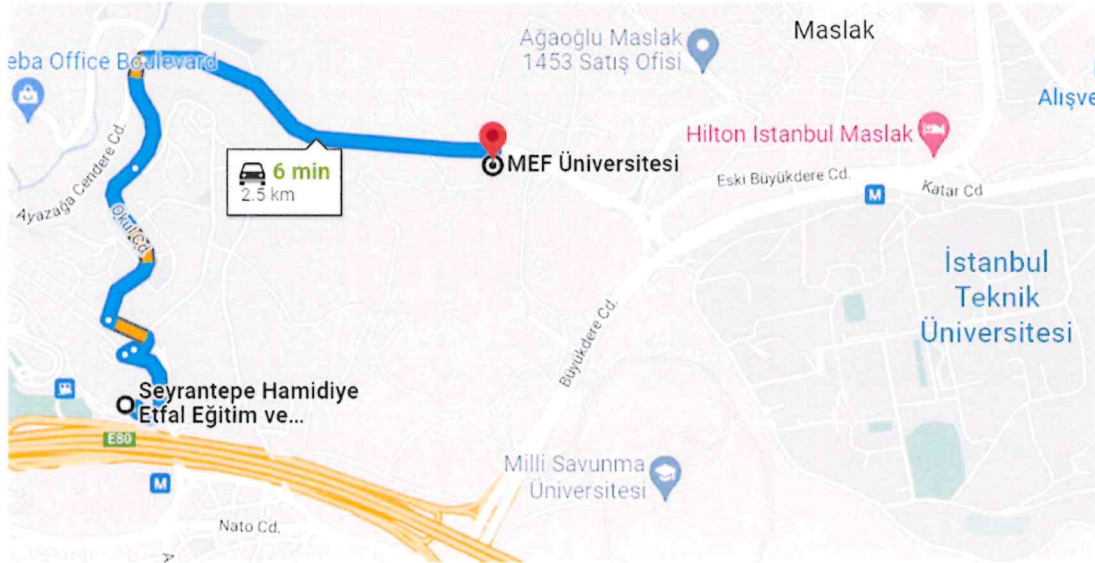 Maslak
Ağaoğlu Maslak
1453 Satış Ofisi
eba Office Boulevard
Alışve
Hilton Istanbul Maslak
MEF Üniversitesi
6 min
2.5 km
Eski Büyükdere Cd.
Katar Cd
M
Ayazağa Cendere Cd.
Okul Cd.
İstanbul
Teknik
Üniversitesi
Büyükdere Cd.
Seyrantepe Hamidiye
Etfal Eğitim ve...
E80
M
Milli Savunma
Üniversitesi
Nato Cd.
A